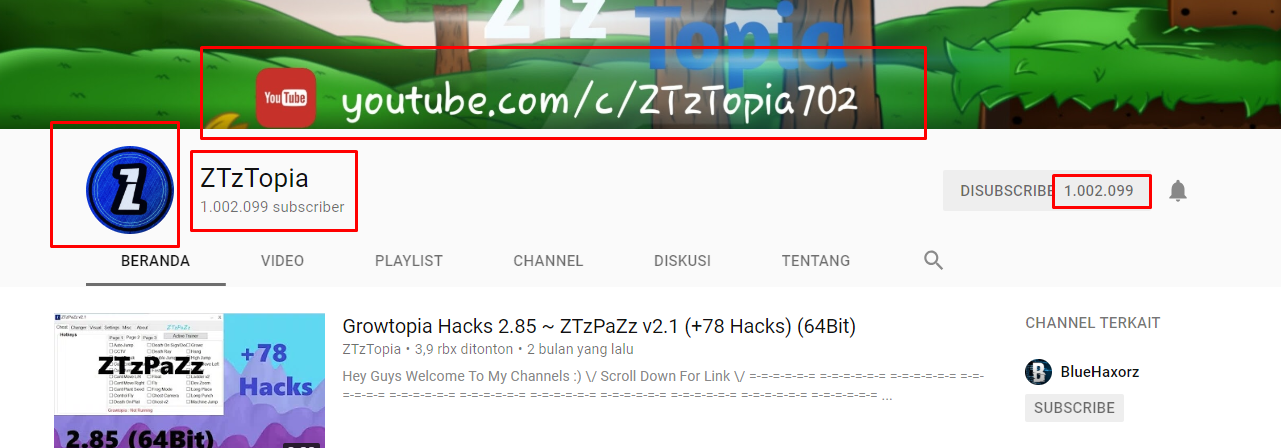 ZTz
Topia
YouTube youtube.com/c/ZTzTopia702
ZTzTopia
1.002.099 subscriber
DISUBSCRIBE 1.002.099
BERANDA VIDEO PLAYLIST CHANNEL DISKUSI TENTANG
Growtopia Hacks 2.85 ~ ZTzPaZz v2.1 (+78 Hacks) (64Bit)
ZTzTopia • 3,9 rbx ditonton • 2 bulan yang lalu
Hey Guys Welcome To My Channels :) \/ Scroll Down For Link \/ =-=-=-=-=-= =-=-=-=-=-= =-=-=-=-=-= =-=-
=-=-=-= =-=-=-=-=-= =-=-=-=-=-= =-=-=-=-=-= =-=-=-=-=-= =-=-=-=-=-= =-=-=-=-=-= =-=-=-=-=-= ...
ZTzPaZz
+78
Hacks
2.85 (64Bit)
CHANNEL TERKAIT
BlueHaxorz
SUBSCRIBE